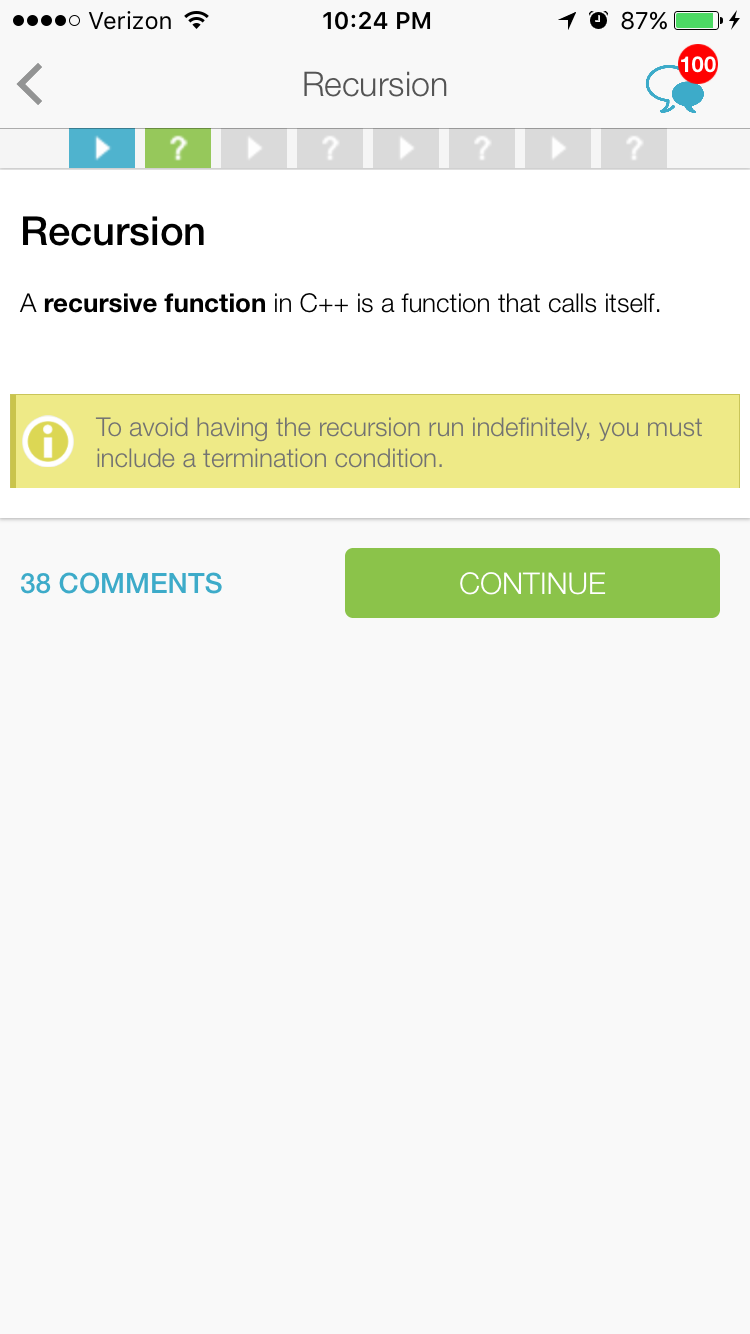 Verizon 10:24 PM 87%
Recursion 100
? ? ? ?
Recursion
A recursive function in C++ is a function that calls itself.
To avoid having the recursion run indefinitely, you must
include a termination condition.
38 COMMENTS CONTINUE